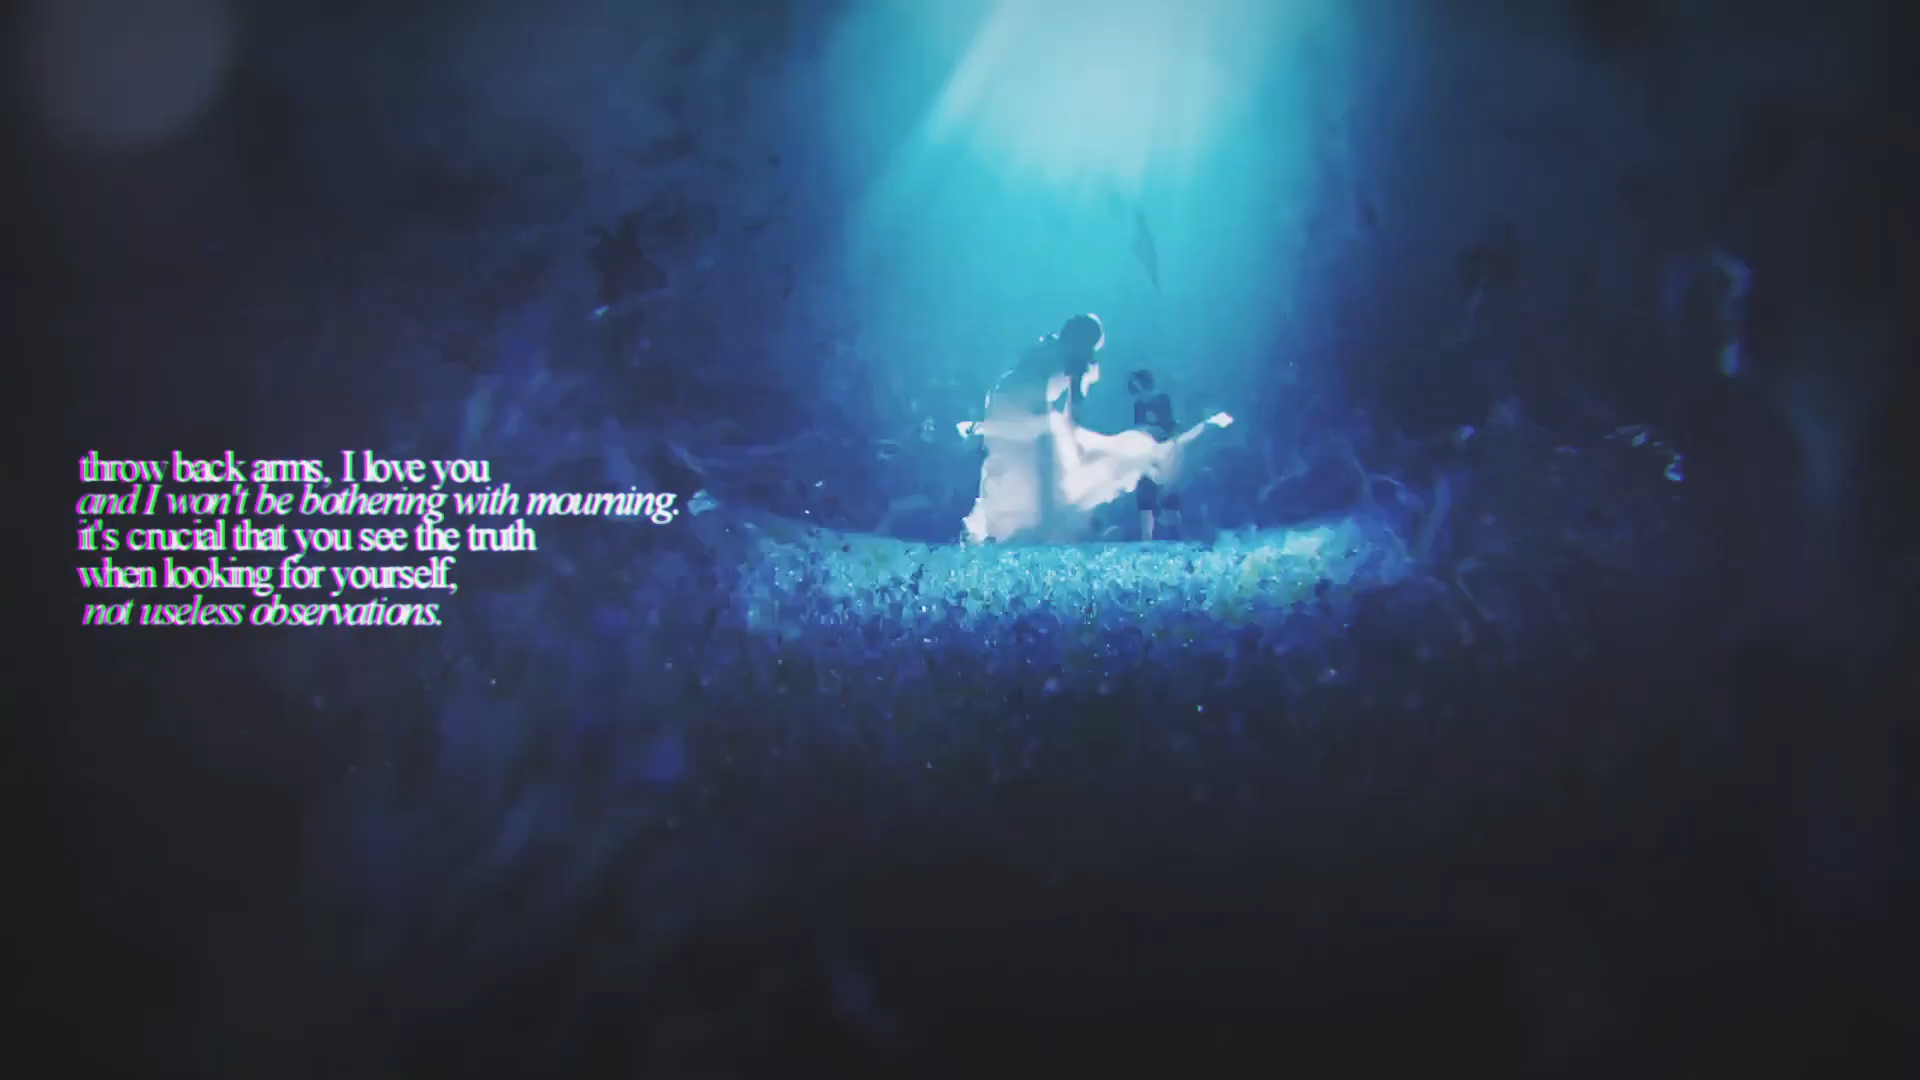 throw back arms, I love you
and I won't be bothering with mourning.
it's crucial that you see the truth
when looking for yourself,
not useless observations.